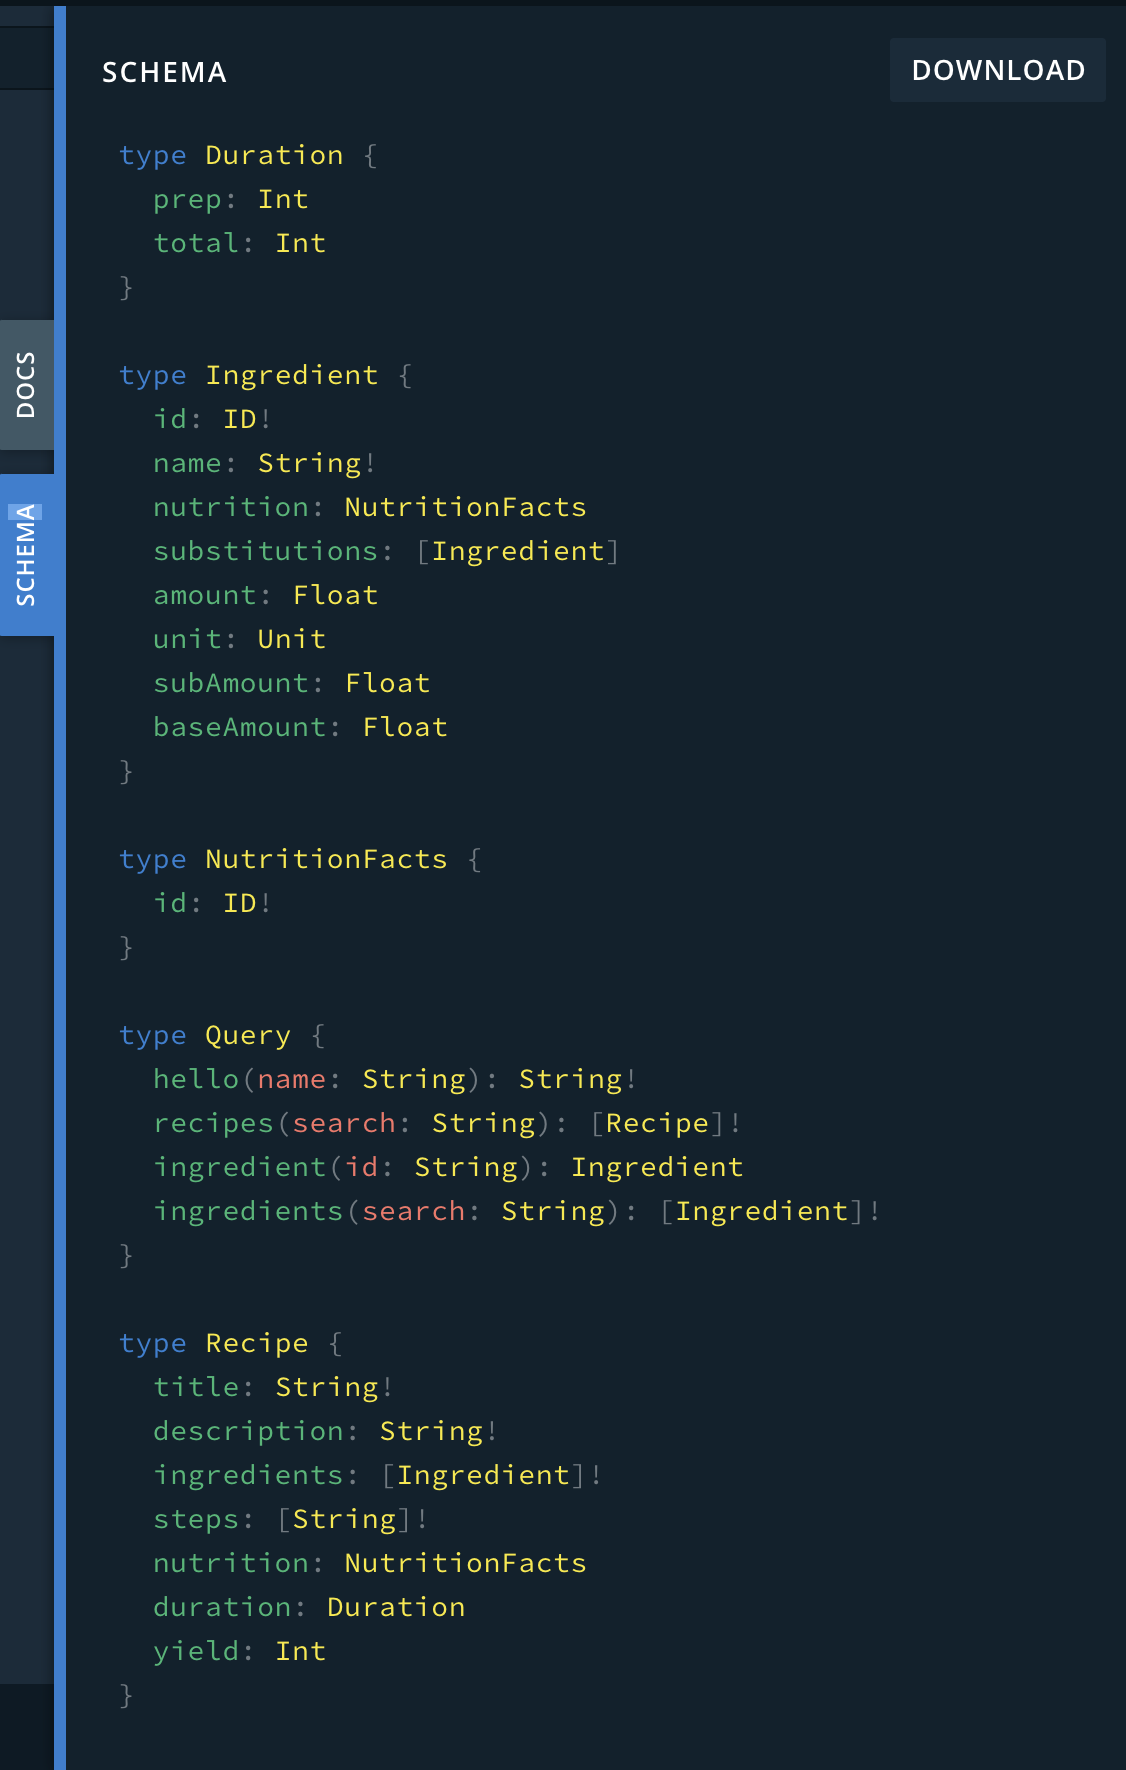 SCHEMA
DOWNLOAD
type Duration {
  prep: Int
  total: Int
}
type Ingredient {
  id: ID!
  name: String!
  nutrition: NutritionFacts
  substitutions: [Ingredient]
  amount: Float
  unit: Unit
  subAmount: Float
  baseAmount: Float
}
type NutritionFacts {
  id: ID!
}
type Query {
  hello(name: String): String!
  recipes(search: String): [Recipe]!
  ingredient(id: String): Ingredient
  ingredients(search: String): [Ingredient]!
}
type Recipe {
  title: String!
  description: String!
  ingredients: [Ingredient]!
  steps: [String]!
  nutrition: NutritionFacts
  duration: Duration
  yield: Int
}
DOCS
SCHEMA